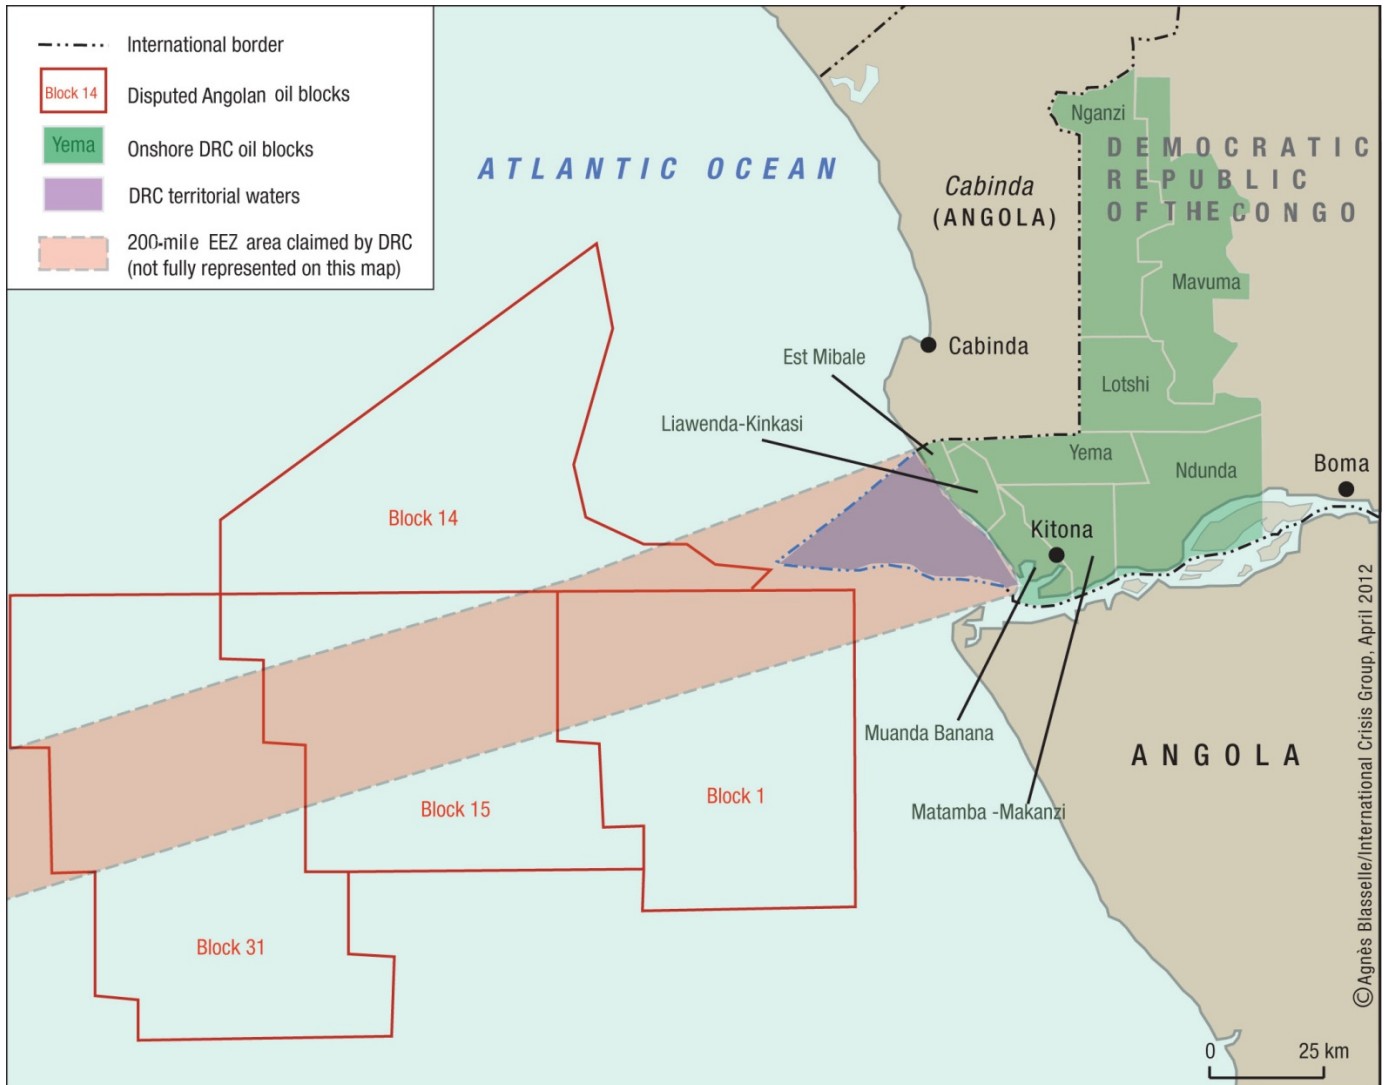 International border
Block 14
Disputed Angolan oil blocks
Yema
Onshore DRC oil blocks
DRC territorial waters
200-mile EEZ area claimed by DRC
(not fully represented on this map)
ATLANTIC OCEAN
Nganzi
DEMOCRATIC
REPUBLIC
OF THE CONGO
Cabinda
(ANGOLA)
Mavuma
Cabinda
Est Mibale
Lotshi
Liawenda-Kinkasi
Yema
Ndunda
Boma
Block 14
Kitona
Muanda Banana
Block 15
Block 1
Matamba -Makanzi
ANGOLA
Block 31
0 25 km
©Agnès Blasselle/International Crisis Group, April 2012